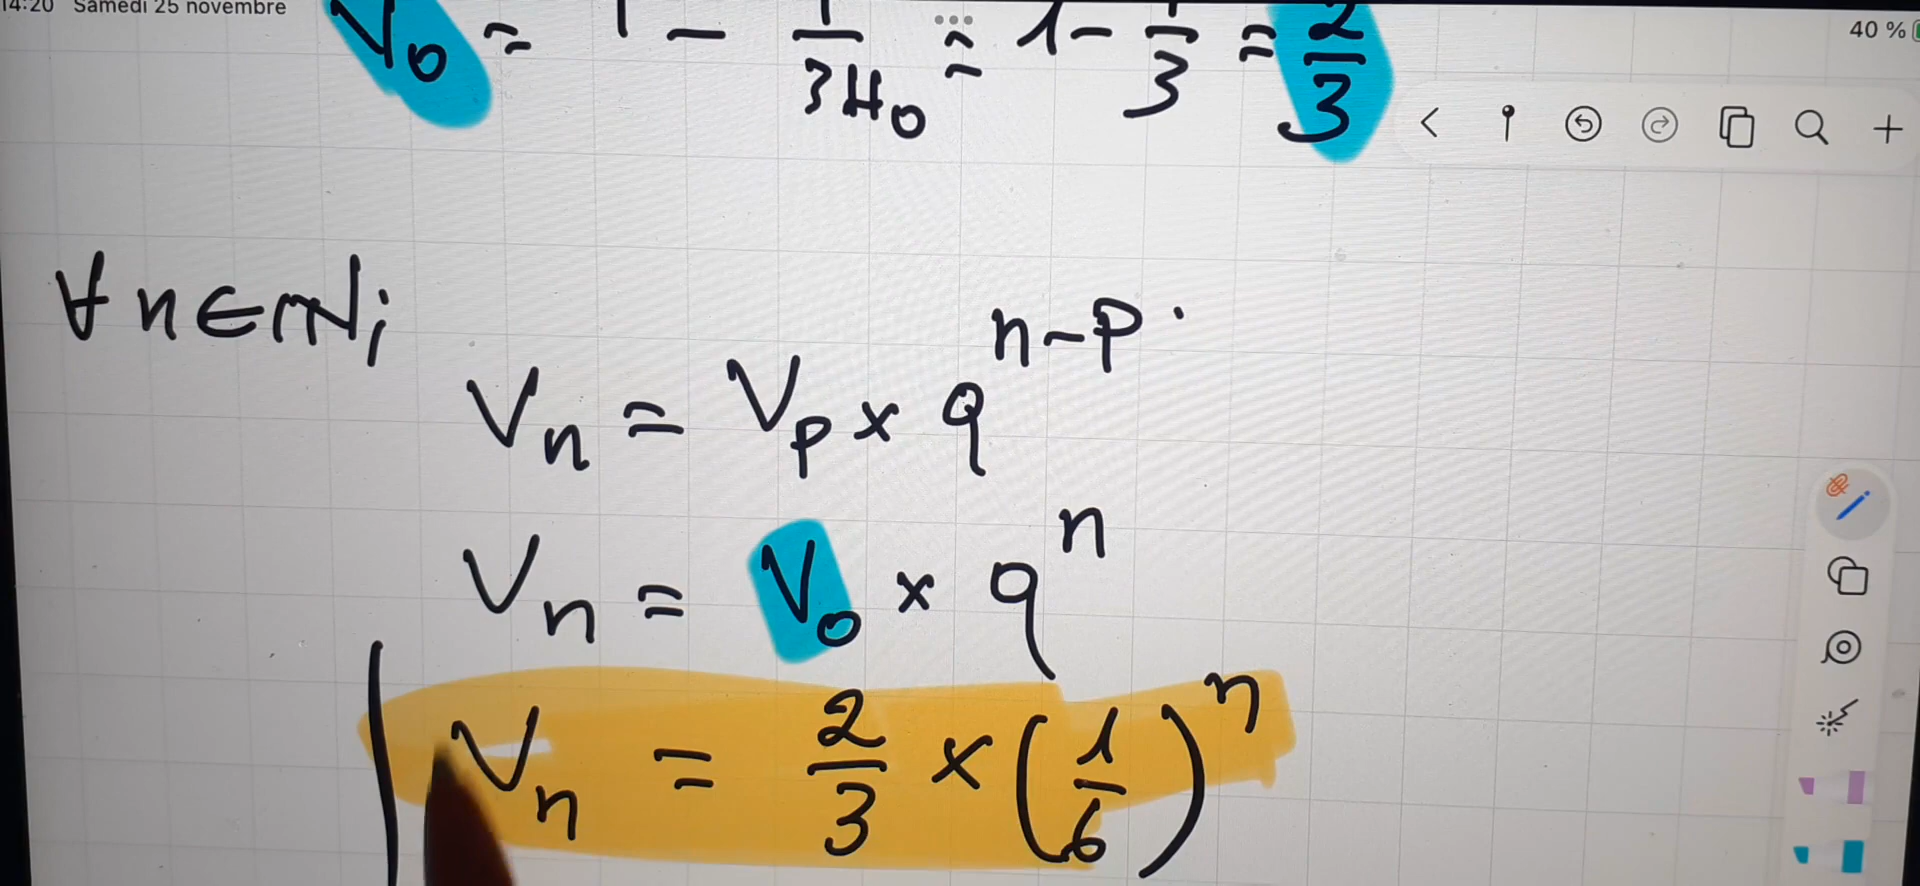 14:20 Samedi 25 novembre
40 %
V₀ = 1 - 1/3U₀ = 1 - 1/3 = 2/3
∀ n ∈ ℕ;
Vₙ = Vₚ × qⁿ⁻ᵖ
Vₙ = V₀ × qⁿ
Vₙ = 2/3 × (1/6)ⁿ